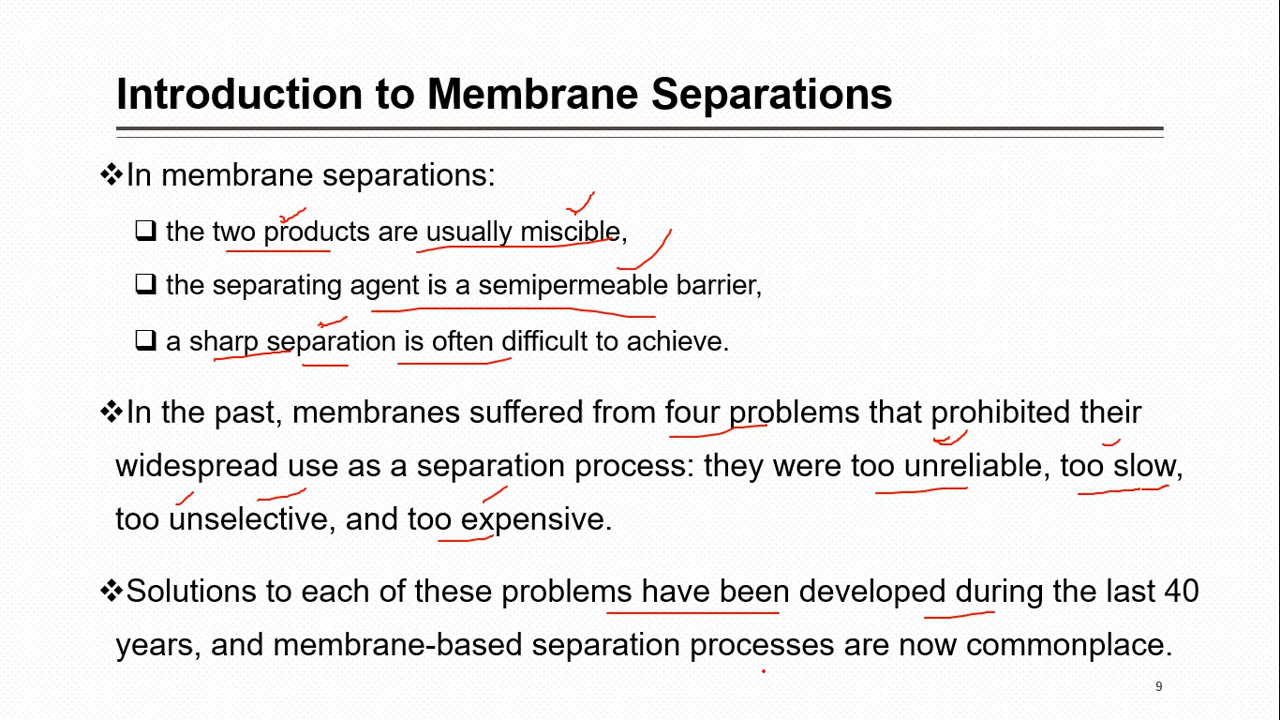 Introduction to Membrane Separations
❖In membrane separations:
❑ the two products are usually miscible,
❑ the separating agent is a semipermeable barrier,
❑ a sharp separation is often difficult to achieve.
❖In the past, membranes suffered from four problems that prohibited their
widespread use as a separation process: they were too unreliable, too slow,
too unselective, and too expensive.
❖Solutions to each of these problems have been developed during the last 40
years, and membrane-based separation processes are now commonplace.
9